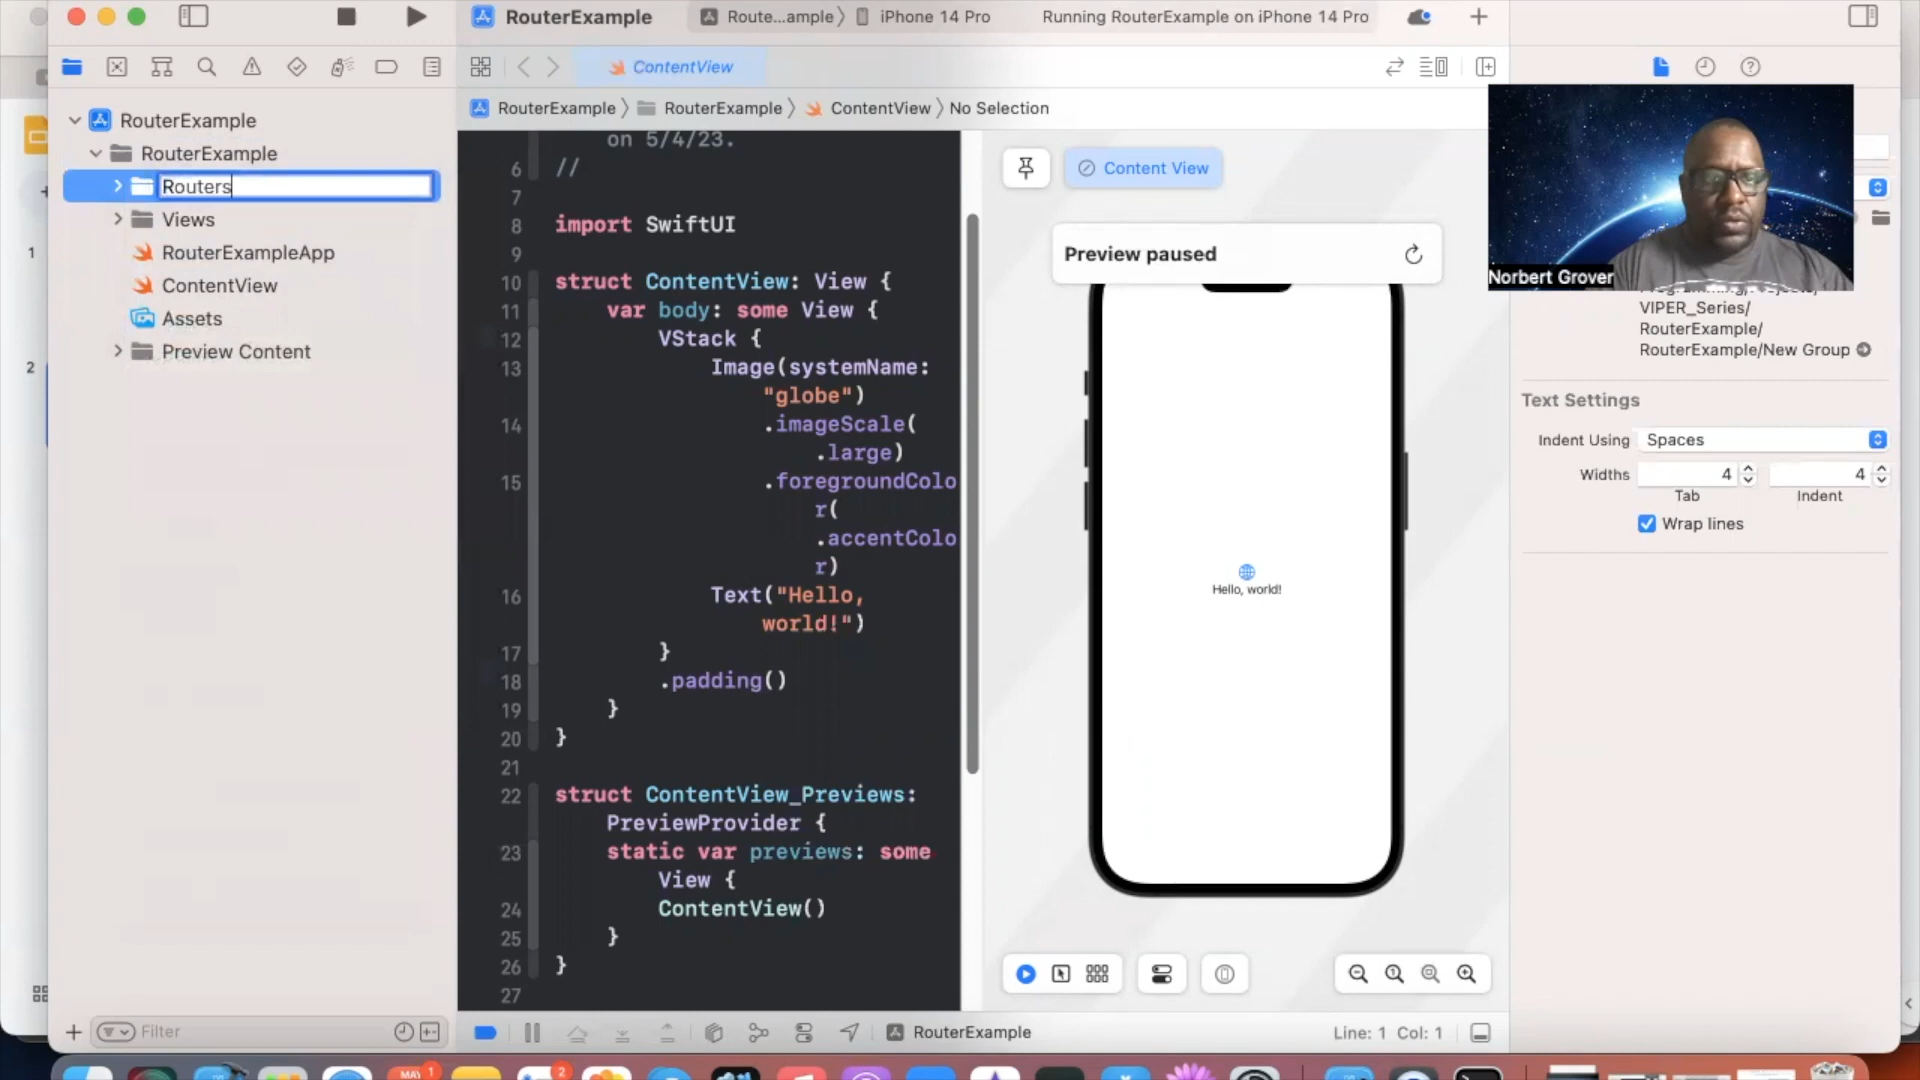 RouterExample
Route...ample
iPhone 14 Pro
Running RouterExample on iPhone 14 Pro
ContentView
RouterExample
RouterExample
ContentView
No Selection
RouterExample
RouterExample
Routers
Views
RouterExampleApp
ContentView
Assets
Preview Content
1
2
on 5/4/23.
6 //
7
8 import SwiftUI
9
10 struct ContentView: View {
11 var body: some View {
12 VStack {
13 Image(systemName:
"globe")
14 .imageScale(
.large)
15 .foregroundColo
r(
.accentColo
r)
16 Text("Hello,
world!")
17 }
18 .padding()
19 }
20 }
21
22 struct ContentView_Previews:
PreviewProvider {
23 static var previews: some
View {
24 ContentView()
25 }
26 }
27
Content View
Preview paused
Hello, world!
Norbert Grover
VIPER_Series/
RouterExample/
RouterExample/New Group
Text Settings
Indent Using Spaces
Widths 4 4
Tab Indent
Wrap lines
Filter
RouterExample
Line: 1 Col: 1
MAY 1
2